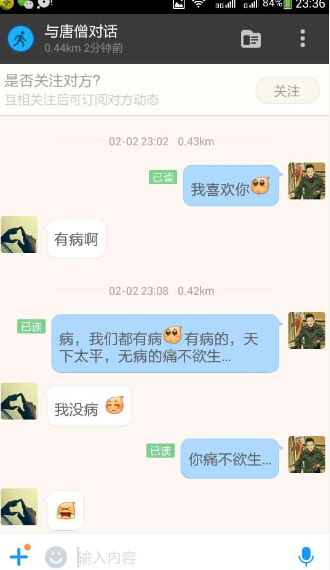 84% 23:36
与唐僧对话
0.44km 2分钟前
是否关注对方?
互相关注后可订阅对方动态
关注
02-02 23:02 0.43km
已读
我喜欢你
有病啊
02-02 23:08 0.42km
已读
病，我们都有病有病的，天
下太平，无病的痛不欲生...
我没病
已读
你痛不欲生...
输入内容